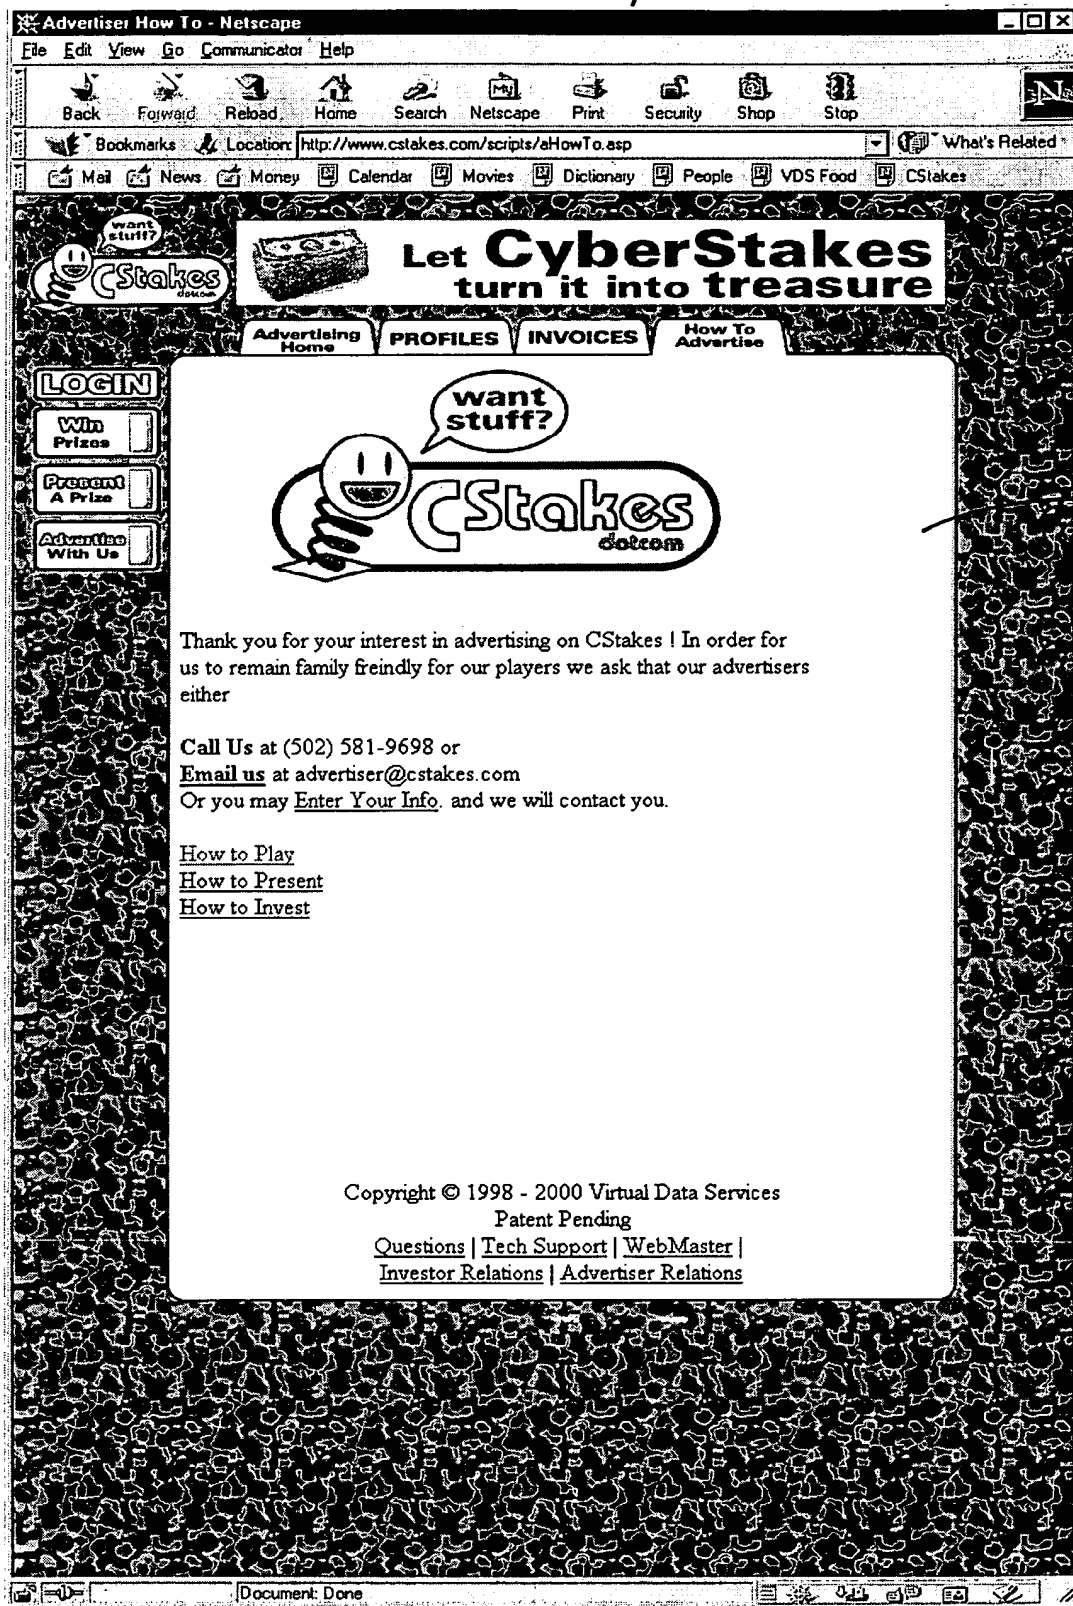 Advertiser How To - Netscape
File Edit View Go Communicator Help
Back Forward Reload Home Search Netscape Print Security Shop Stop
My
N
Bookmarks Location: http://www.cstakes.com/scripts/aHowTo.asp What's Related
Mail News Money Calendar Movies Dictionary People VDS Food CStakes
want
stuff?
CStakes
dotcom
Let CyberStakes
turn it into treasure
Advertising
Home
PROFILES
INVOICES
How To
Advertise
LOGIN
Win
Prizes
Present
A Prize
Advertise
With Us
want
stuff?
CStakes
dotcom
Thank you for your interest in advertising on CStakes ! In order for
us to remain family freindly for our players we ask that our advertisers
either
Call Us at (502) 581-9698 or
Email us at advertiser@cstakes.com
Or you may Enter Your Info. and we will contact you.
How to Play
How to Present
How to Invest
Copyright © 1998 - 2000 Virtual Data Services
Patent Pending
Questions | Tech Support | WebMaster |
Investor Relations | Advertiser Relations
Document: Done